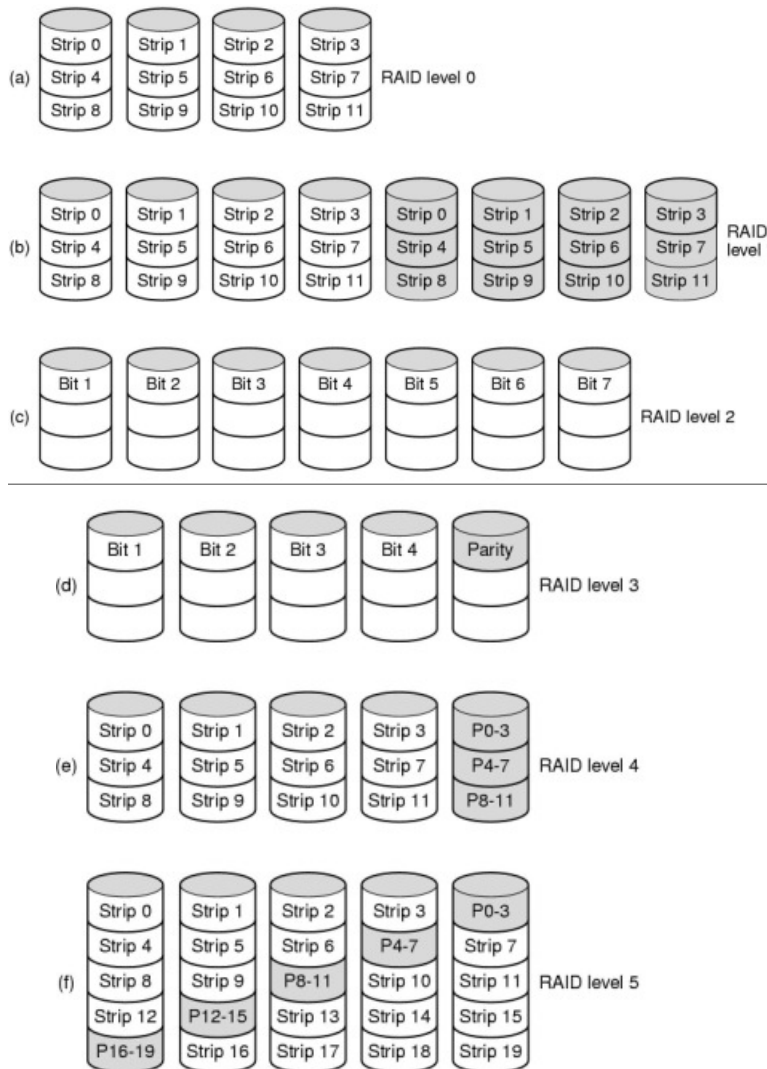 Strip 0 Strip 1 Strip 2 Strip 3
(a) Strip 4 Strip 5 Strip 6 Strip 7 RAID level 0
Strip 8 Strip 9 Strip 10 Strip 11
Strip 0 Strip 1 Strip 2 Strip 3 Strip 0 Strip 1 Strip 2 Strip 3
(b) Strip 4 Strip 5 Strip 6 Strip 7 Strip 4 Strip 5 Strip 6 Strip 7 RAID level
Strip 8 Strip 9 Strip 10 Strip 11 Strip 8 Strip 9 Strip 10 Strip 11
Bit 1 Bit 2 Bit 3 Bit 4 Bit 5 Bit 6 Bit 7
(c) RAID level 2
Bit 1 Bit 2 Bit 3 Bit 4 Parity
(d) RAID level 3
Strip 0 Strip 1 Strip 2 Strip 3 P0-3
(e) Strip 4 Strip 5 Strip 6 Strip 7 P4-7 RAID level 4
Strip 8 Strip 9 Strip 10 Strip 11 P8-11
Strip 0 Strip 1 Strip 2 Strip 3 P0-3
Strip 4 Strip 5 Strip 6 P4-7 Strip 7
(f) Strip 8 Strip 9 P8-11 Strip 10 Strip 11 RAID level 5
Strip 12 P12-15 Strip 13 Strip 14 Strip 15
P16-19 Strip 16 Strip 17 Strip 18 Strip 19